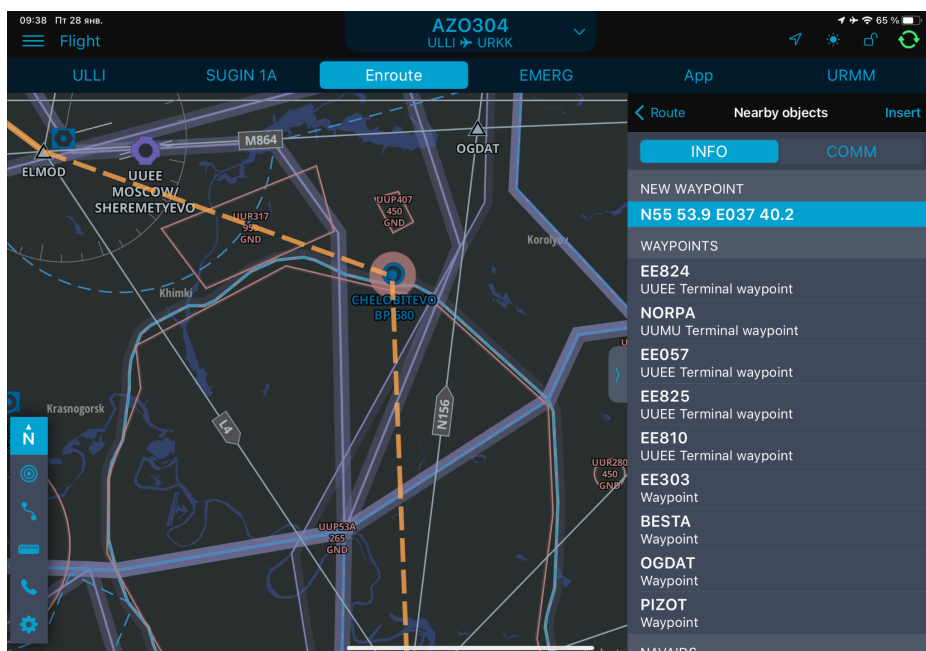 09:38 Пт 28 янв.
65 %
Flight
AZO304
ULLI ✈ URKK
ULLI
SUGIN 1A
Enroute
EMERG
App
URMM
Route
Nearby objects
Insert
INFO
COMM
NEW WAYPOINT
N55 53.9 E037 40.2
WAYPOINTS
EE824
UUEE Terminal waypoint
NORPA
UUMU Terminal waypoint
EE057
UUEE Terminal waypoint
EE825
UUEE Terminal waypoint
EE810
UUEE Terminal waypoint
EE303
Waypoint
BESTA
Waypoint
OGDAT
Waypoint
PIZOT
Waypoint
NAVAIDS
M864
OGDAT
ELMOD
UUEE
MOSCOW/
SHEREMETYEVO
UUR317
950
GND
UUP407
450
GND
Korolyov
Khimki
CHELOBITEVO
BP 680
Krasnogorsk
N
L4
N156
UUR280
450
GND
UUP53A
265
GND